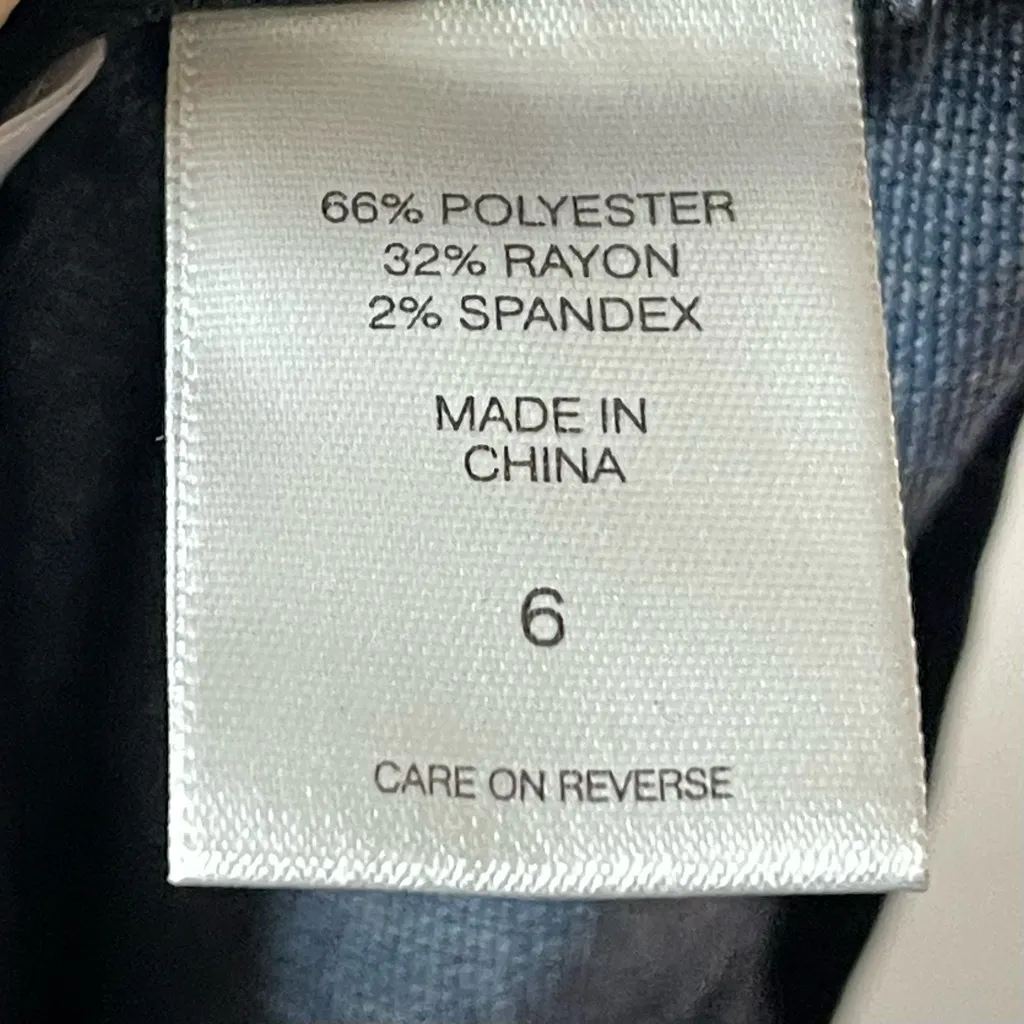 66% POLYESTER
32% RAYON
2% SPANDEX
MADE IN
CHINA
6
CARE ON REVERSE